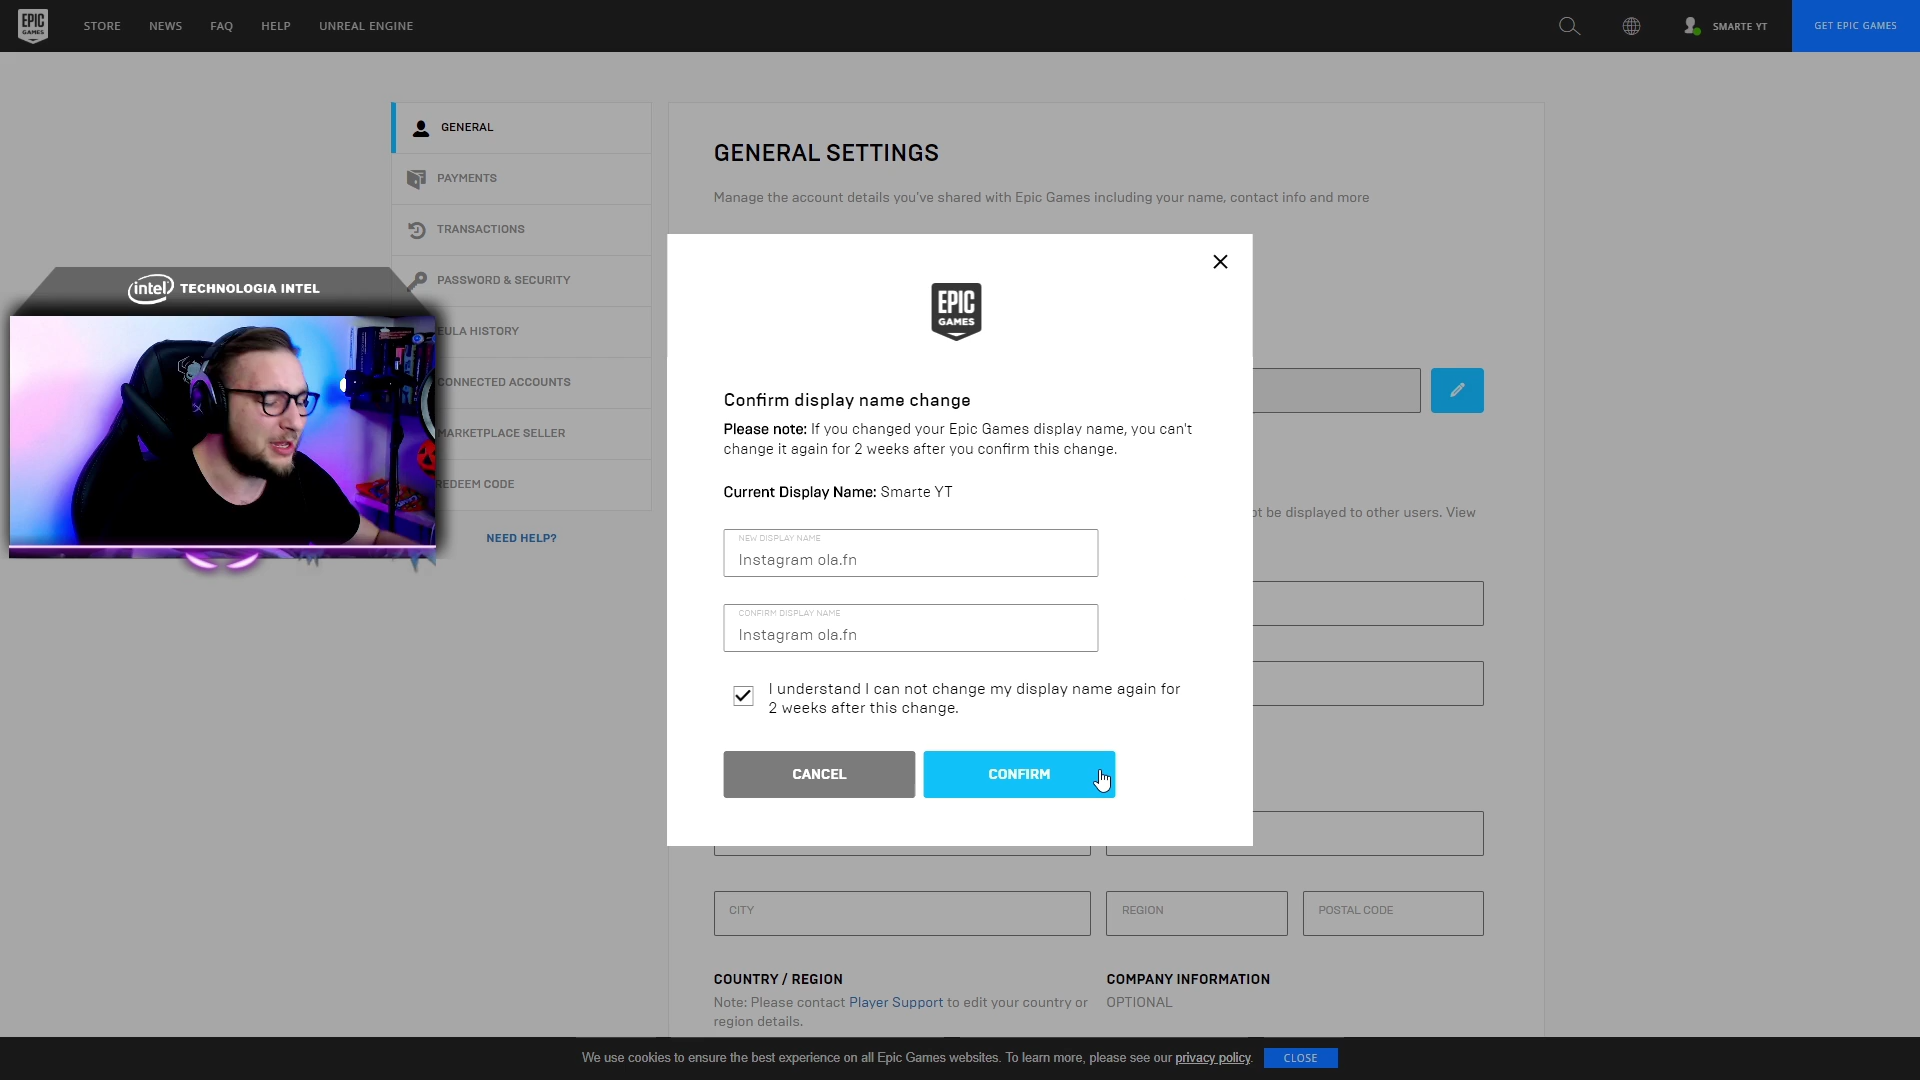 EPIC GAMES
STORE
NEWS
FAQ
HELP
UNREAL ENGINE
SMARTE YT
GET EPIC GAMES
GENERAL
PAYMENTS
TRANSACTIONS
PASSWORD & SECURITY
EULA HISTORY
CONNECTED ACCOUNTS
MARKETPLACE SELLER
REDEEM CODE
NEED HELP?
intel TECHNOLOGIA INTEL
GENERAL SETTINGS
Manage the account details you've shared with Epic Games including your name, contact info and more
EPIC
GAMES
Confirm display name change
Please note: If you changed your Epic Games display name, you can't
change it again for 2 weeks after you confirm this change.
Current Display Name: Smarte YT
NEW DISPLAY NAME
Instagram ola.fn
CONFIRM DISPLAY NAME
Instagram ola.fn
I understand I can not change my display name again for
2 weeks after this change.
CANCEL
CONFIRM
be displayed to other users. View
CITY
REGION
POSTAL CODE
COUNTRY / REGION
Note: Please contact Player Support to edit your country or
region details.
COMPANY INFORMATION
OPTIONAL
We use cookies to ensure the best experience on all Epic Games websites. To learn more, please see our privacy policy.
CLOSE